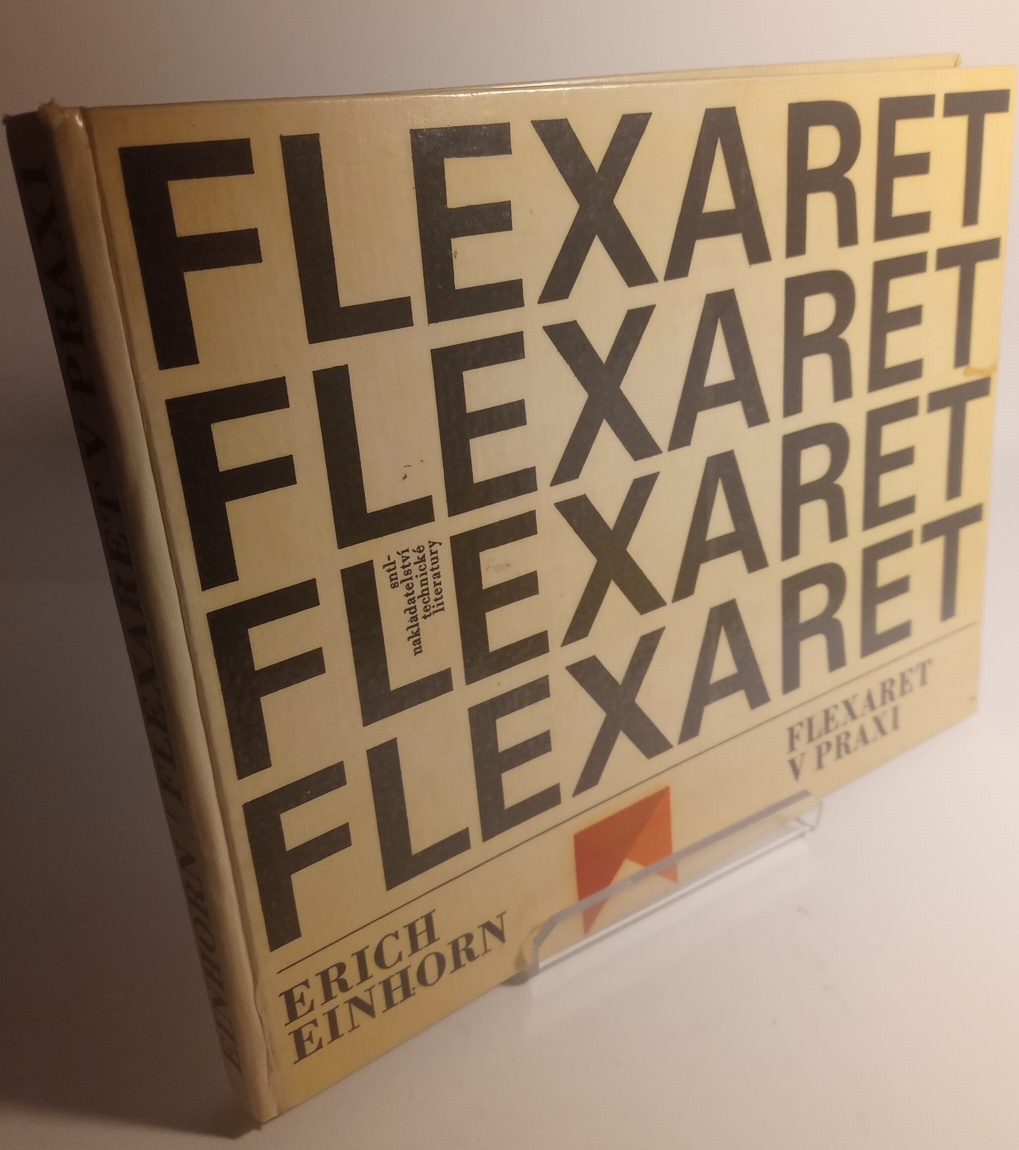 FLEXARET
FLEXARET
FLEXARET
FLEXARET
sntl-
nakladatelství
technické
literatury
ERICH
EINHORN
FLEXARET
V PRAXI
EINHORN / FLEXARET V PRAXI